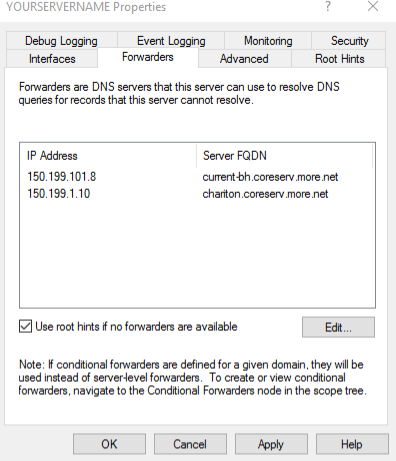 YOURSERVERNAME Properties ? ×
Debug Logging Event Logging Monitoring Security
Interfaces Forwarders Advanced Root Hints
Forwarders are DNS servers that this server can use to resolve DNS
queries for records that this server cannot resolve.
IP Address Server FQDN
150.199.101.8 current-bh.coreserv.more.net
150.199.1.10 chariton.coreserv.more.net
Use root hints if no forwarders are available Edit...
Note: If conditional forwarders are defined for a given domain, they will be
used instead of server-level forwarders. To create or view conditional
forwarders, navigate to the Conditional Forwarders node in the scope tree.
OK Cancel Apply Help